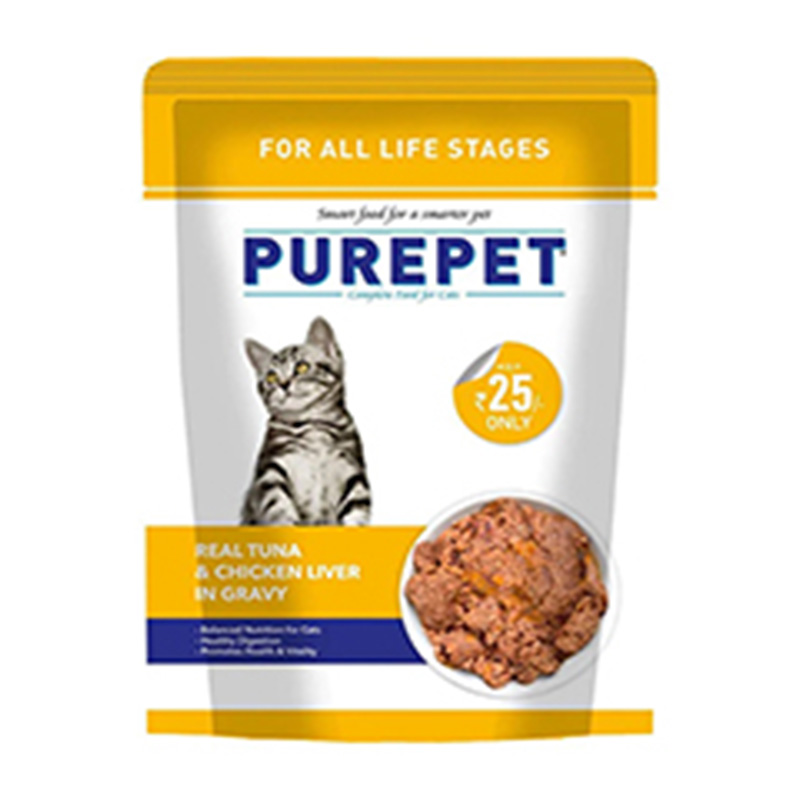 FOR ALL LIFE STAGES
Smart food for a smarter pet
PUREPET
Complete Food for Cats
₹25/-
ONLY
REAL TUNA
& CHICKEN LIVER
IN GRAVY
- Balanced Nutrition for Cats
- Healthy Digestion
- Promotes Health & Vitality